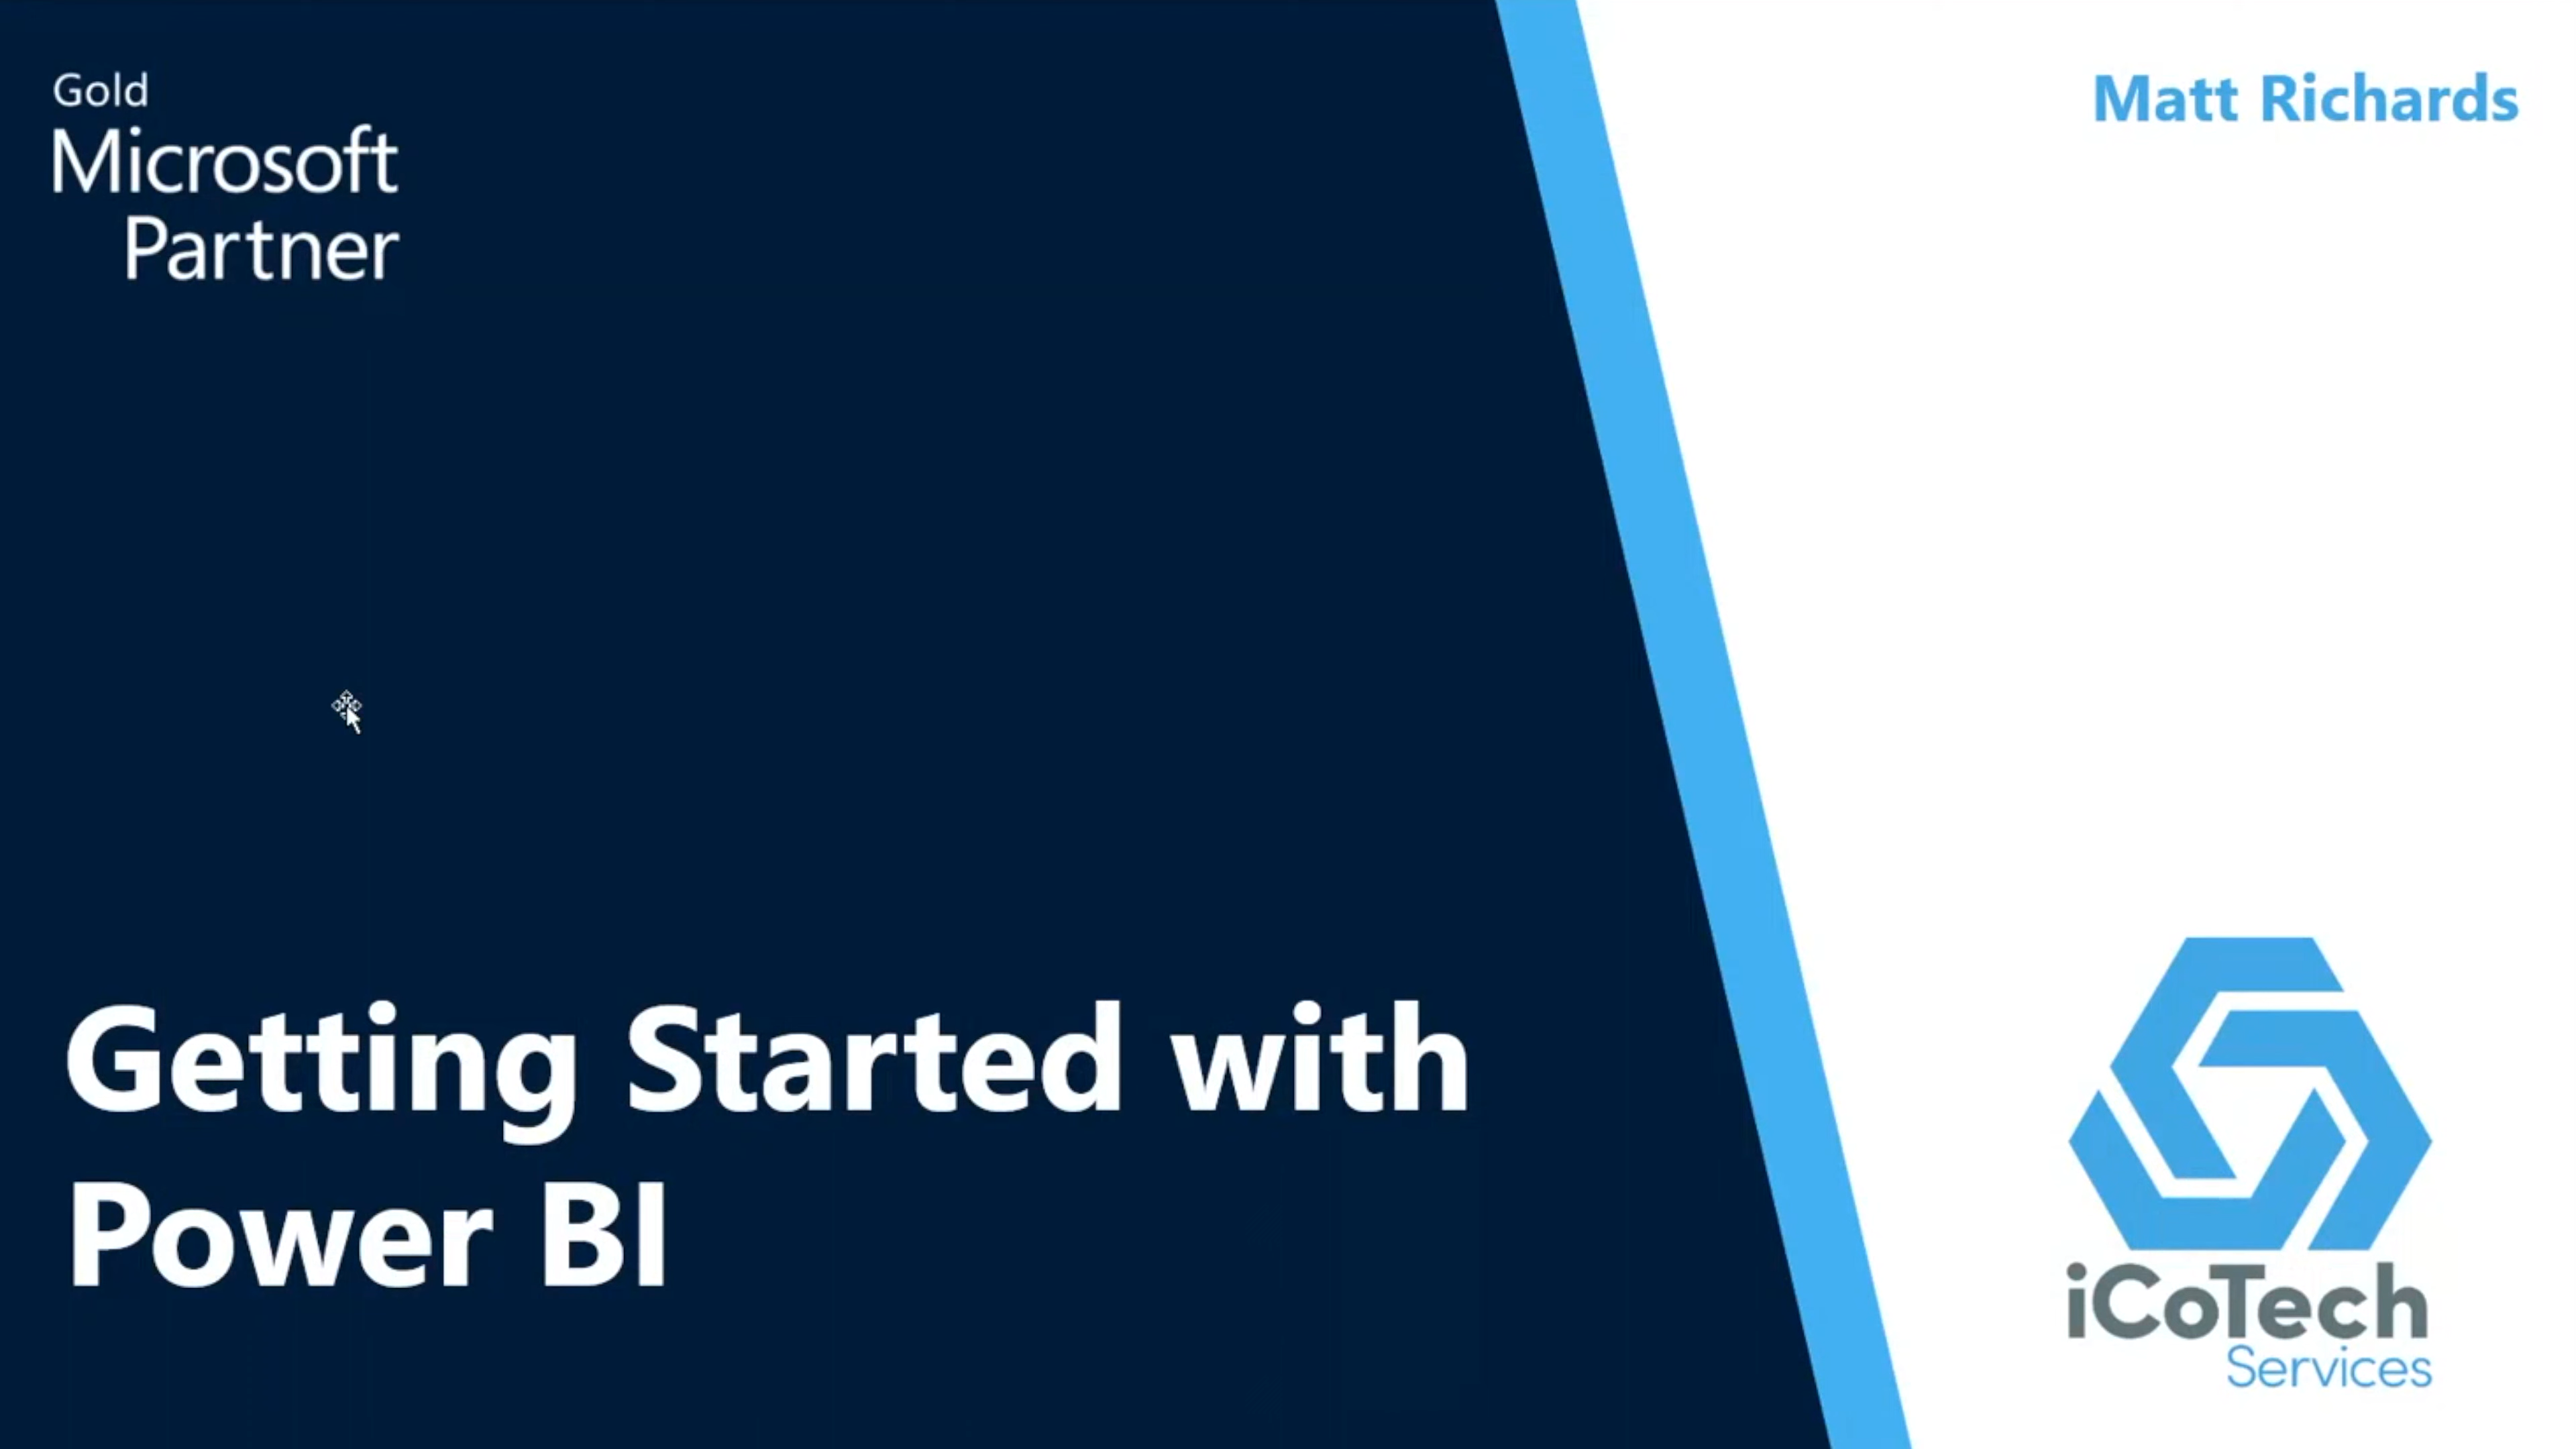 Gold
Microsoft
Partner
Matt Richards
Getting Started with
Power BI
iCoTech
Services